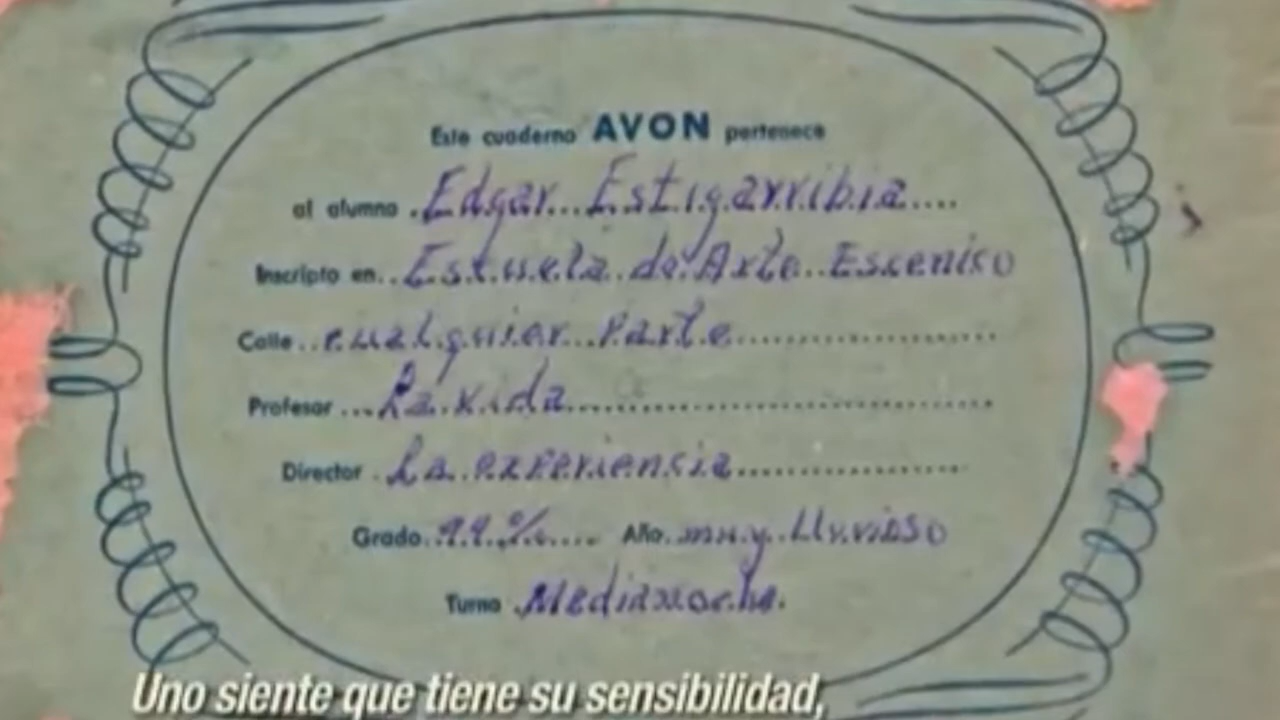 Este cuaderno AVON pertenece
al alumno Edgar Estigarribia
Inscripto en Escuela de Arte Escenico
Calle cualquier Parte
Profesor La vida
Director La experiencia
Grado 99% Año muy lluvioso
Turno Medianoche.
Uno siente que tiene su sensibilidad,